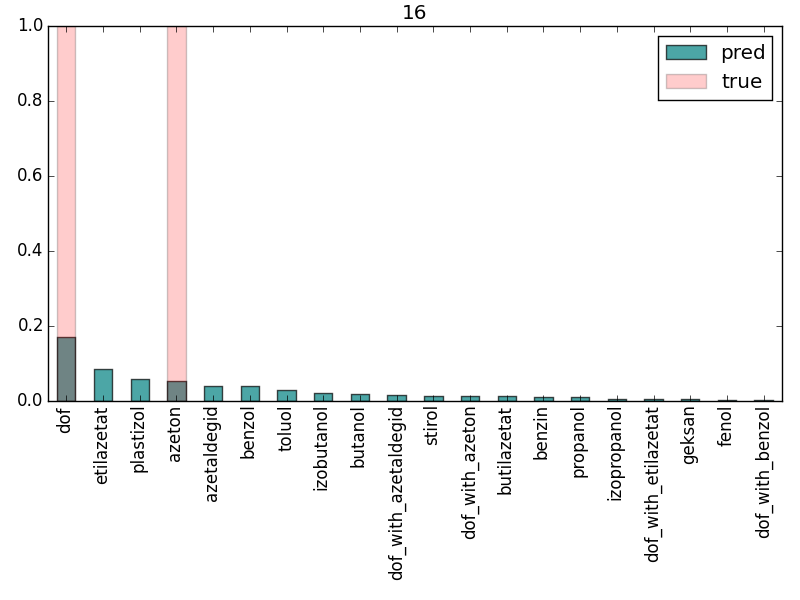 16
1.0
0.8
0.6
0.4
0.2
0.0
pred
true
dof
etilazetat
plastizol
azeton
azetaldegid
benzol
toluol
izobutanol
butanol
dof_with_azetaldegid
stirol
dof_with_azeton
butilazetat
benzin
propanol
izopropanol
dof_with_etilazetat
geksan
fenol
dof_with_benzol